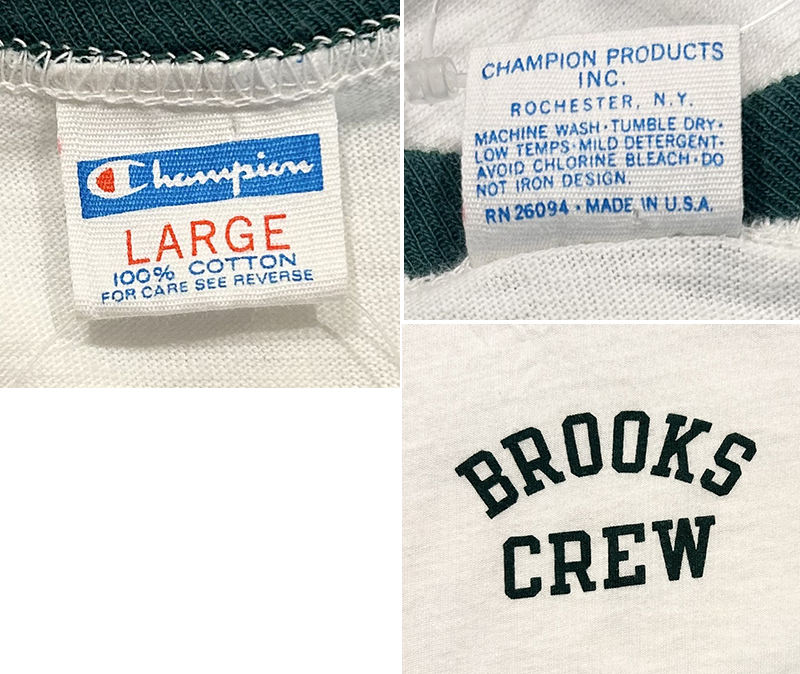 Champion
LARGE
100% COTTON
FOR CARE SEE REVERSE
CHAMPION PRODUCTS
INC.
ROCHESTER, N.Y.
MACHINE WASH·TUMBLE DRY·
LOW TEMPS·MILD DETERGENT·
AVOID CHLORINE BLEACH·DO
NOT IRON DESIGN.
RN 26094·MADE IN U.S.A.
BROOKS
CREW